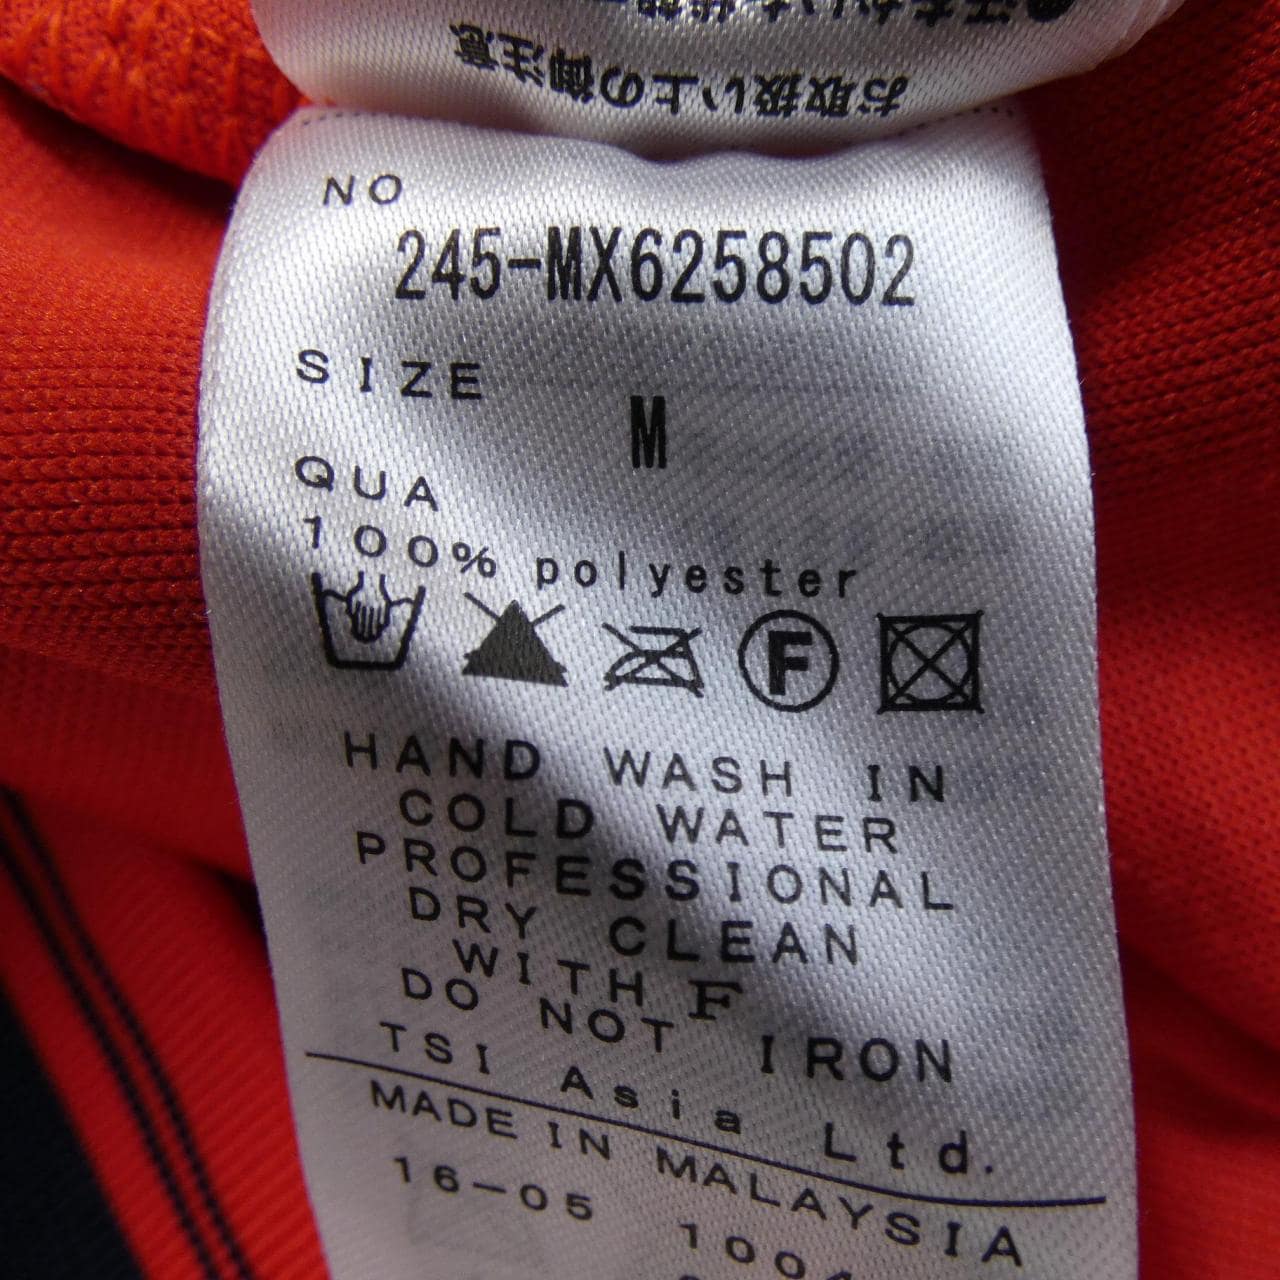 お取扱い上の御注意
NO
245-MX6258502
SIZE
M
QUA
100% polyester
F
HAND WASH IN
COLD WATER
PROFESSIONAL
DRY CLEAN
WITH F
DO NOT IRON
TSI Asia Ltd.
MADE IN MALAYSIA
16-05